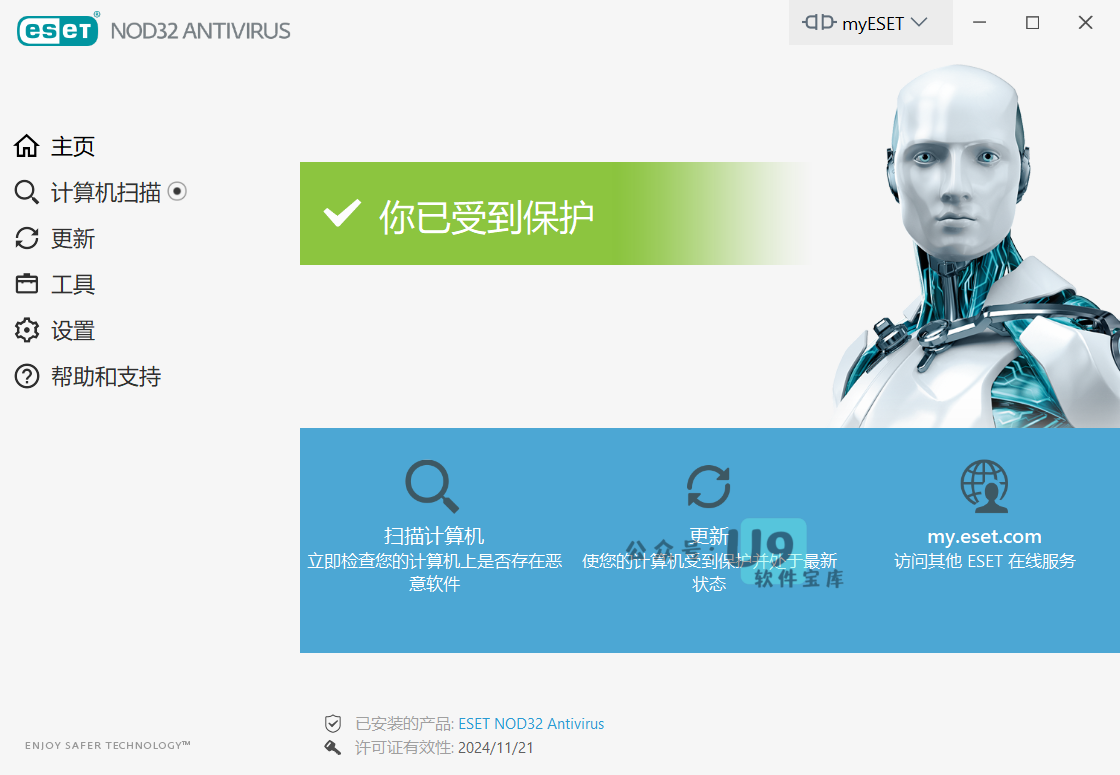 eset® NOD32 ANTIVIRUS
myESET
主页
计算机扫描
更新
工具
设置
帮助和支持
你已受到保护
扫描计算机
立即检查您的计算机上是否存在恶
意软件
更新
使您的计算机受到保护并处于最新
状态
my.eset.com
访问其他 ESET 在线服务
公众号:
U9
软件宝库
已安装的产品: ESET NOD32 Antivirus
许可证有效性: 2024/11/21
ENJOY SAFER TECHNOLOGY™